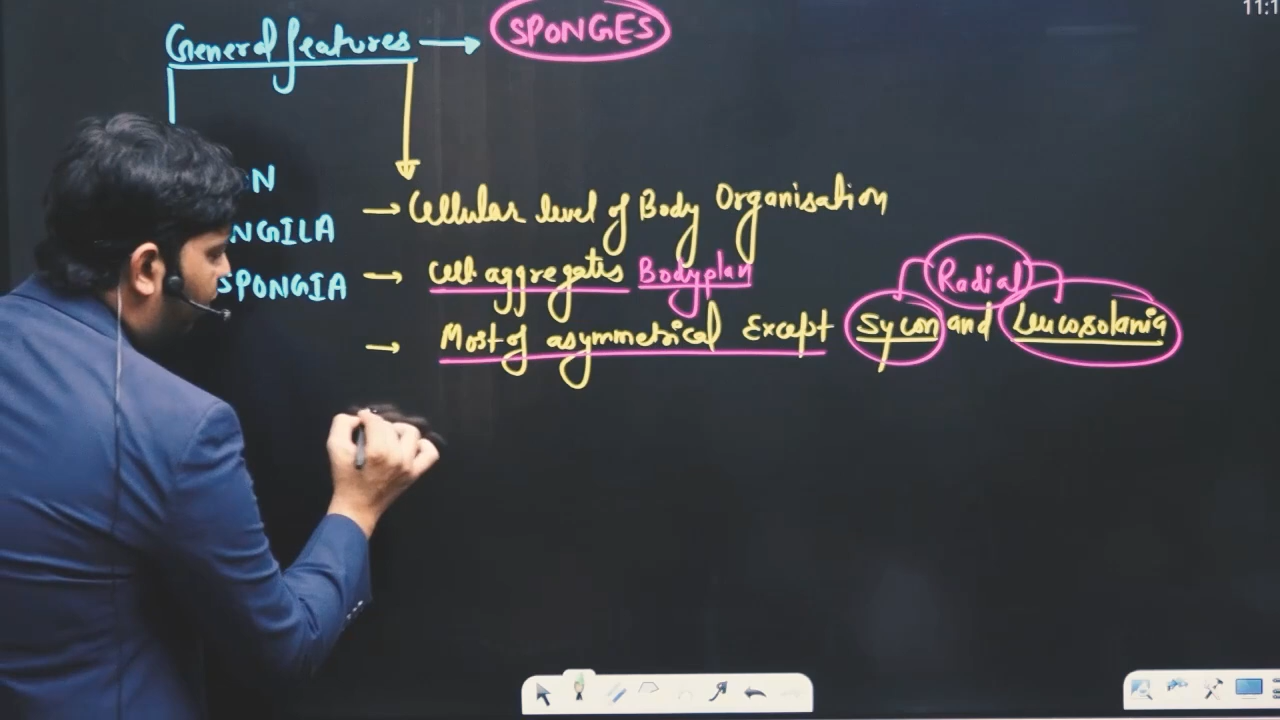 11:1
General features → SPONGES
N
NGILA
SPONGIA
→ Cellular level of Body Organisation
→ Cell aggregates Bodyplan
Radial
→ Most of asymmetrical Except Sycon and Leucosolania